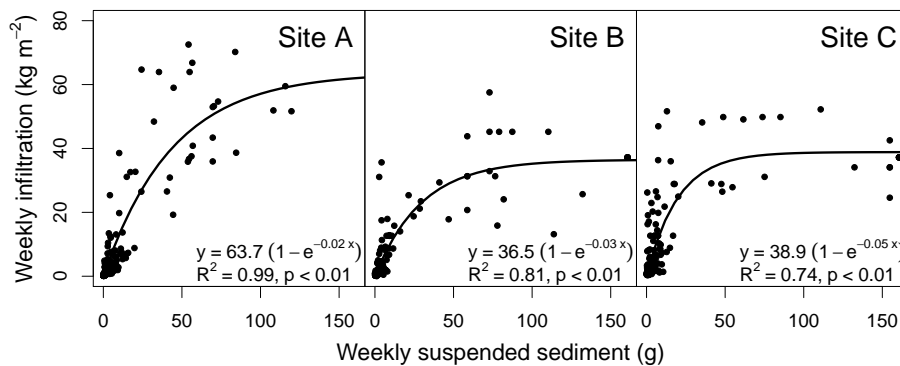 80
60
40
20
0
Weekly infiltration (kg m⁻²)
Site A
y = 63.7 (1−e^−0.02 x)
R² = 0.99, p < 0.01
Site B
y = 36.5 (1−e^−0.03 x)
R² = 0.81, p < 0.01
Site C
y = 38.9 (1−e^−0.05 x)
R² = 0.74, p < 0.01
0 50 100 150 0 50 100 150 0 50 100 150
Weekly suspended sediment (g)